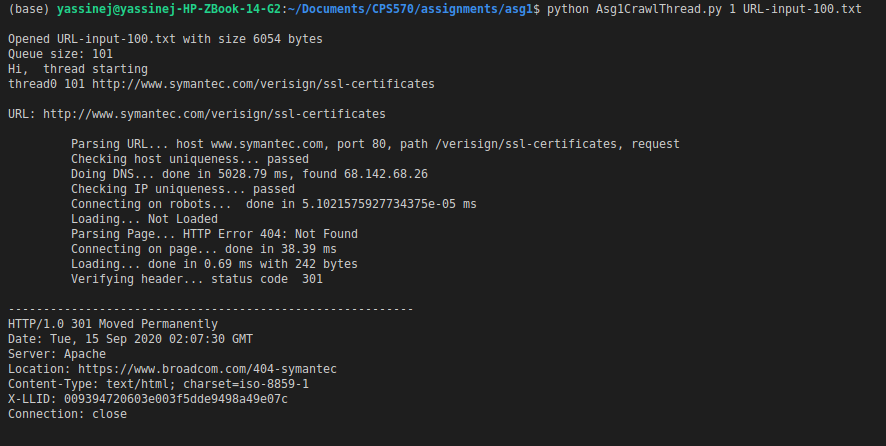 (base) yassinej@yassinej-HP-ZBook-14-G2:~/Documents/CPS570/assignments/asg1$ python Asg1CrawlThread.py 1 URL-input-100.txt
Opened URL-input-100.txt with size 6054 bytes
Queue size: 101
Hi,  thread starting
thread0 101 http://www.symantec.com/verisign/ssl-certificates
URL: http://www.symantec.com/verisign/ssl-certificates
Parsing URL... host www.symantec.com, port 80, path /verisign/ssl-certificates, request
Checking host uniqueness... passed
Doing DNS... done in 5028.79 ms, found 68.142.68.26
Checking IP uniqueness... passed
Connecting on robots...  done in 5.1021575927734375e-05 ms
Loading... Not Loaded
Parsing Page... HTTP Error 404: Not Found
Connecting on page... done in 38.39 ms
Loading... done in 0.69 ms with 242 bytes
Verifying header... status code  301
----------------------------------------------------------
HTTP/1.0 301 Moved Permanently
Date: Tue, 15 Sep 2020 02:07:30 GMT
Server: Apache
Location: https://www.broadcom.com/404-symantec
Content-Type: text/html; charset=iso-8859-1
X-LLID: 009394720603e003f5dde9498a49e07c
Connection: close